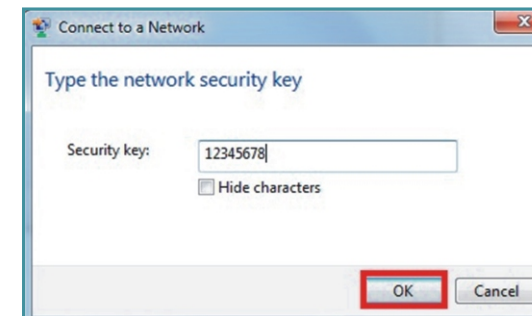 Connect to a Network
Type the network security key
Security key: 12345678
Hide characters
OK Cancel